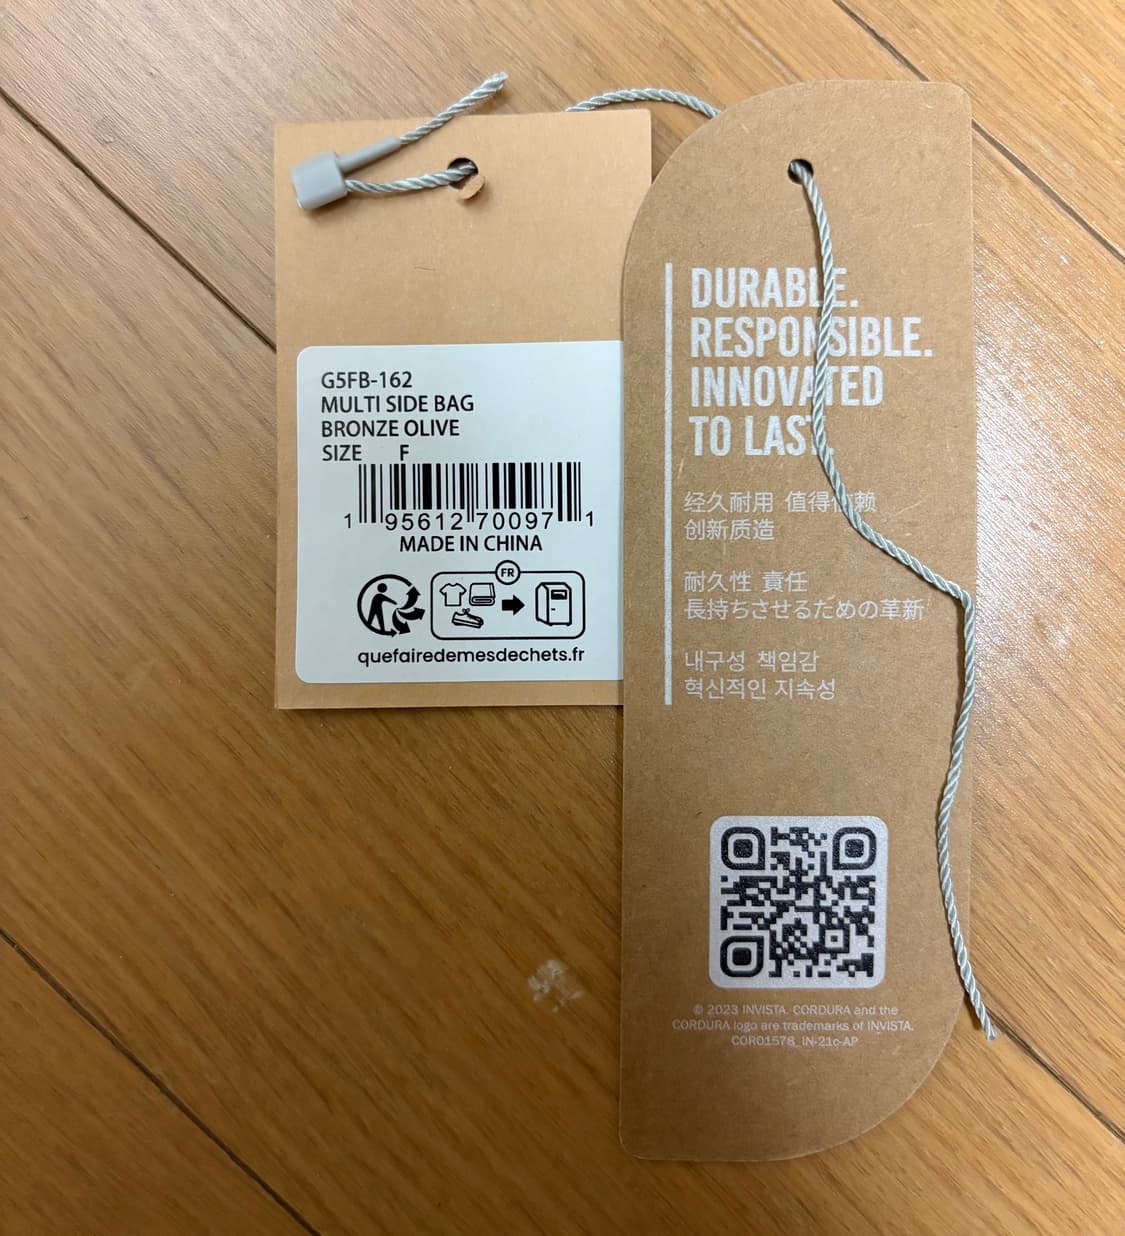 G5FB-162
MULTI SIDE BAG
BRONZE OLIVE
SIZE F
1 95612 70097 1
MADE IN CHINA
FR
quefairedemesdechets.fr
DURABLE.
RESPONSIBLE.
INNOVATED
TO LAST.
经久耐用 值得信赖
创新质造
耐久性 責任
長持ちさせるための革新
내구성 책임감
혁신적인 지속성
© 2023 INVISTA. CORDURA and the
CORDURA logo are trademarks of INVISTA.
COR01578_IN-21c-AP